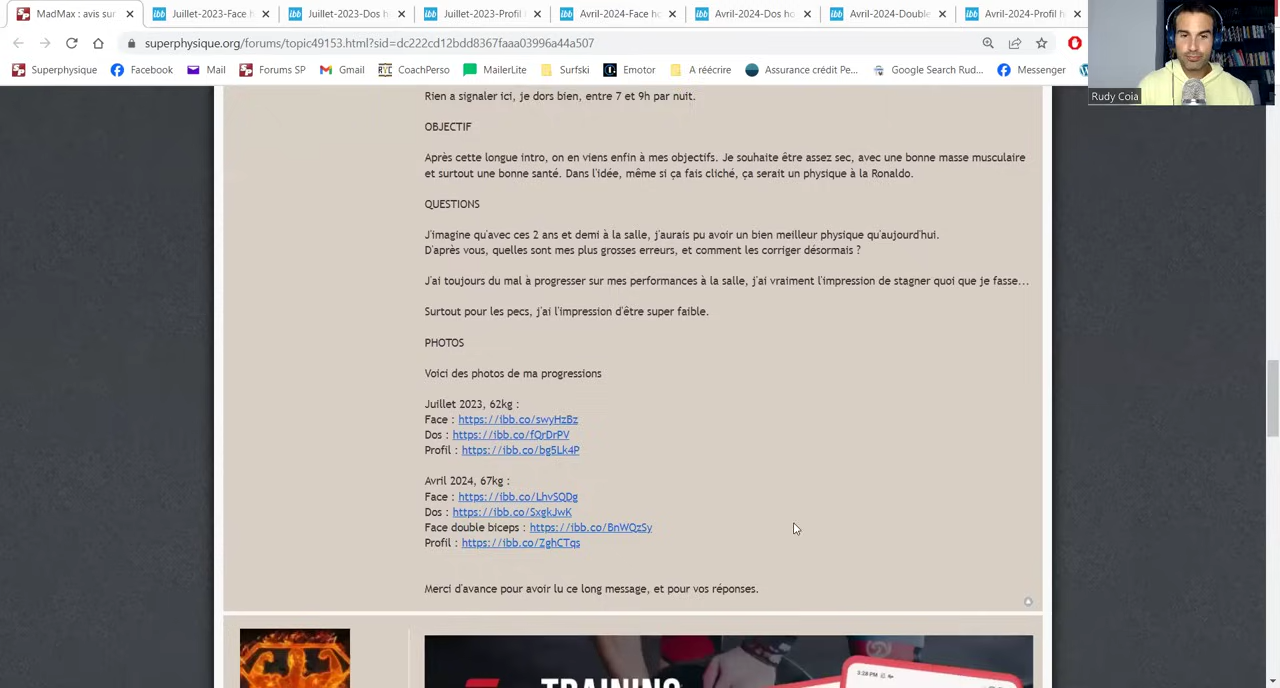 MadMax : avis sur
Juillet-2023-Face h
Juillet-2023-Dos h
Juillet-2023-Profil
Avril-2024-Face ho
Avril-2024-Dos ho
Avril-2024-Double
Avril-2024-Profil h
superphysique.org/forums/topic49153.html?sid=dc222cd12bdd8367faaa03996a44a507
Superphysique
Facebook
Mail
Forums SP
Gmail
CoachPerso
MailerLite
Surfski
Emotor
A réécrire
Assurance crédit Pe...
Google Search Rud...
Messenger
Rudy Coia
Rien a signaler ici, je dors bien, entre 7 et 9h par nuit.
OBJECTIF
Après cette longue intro, on en viens enfin à mes objectifs. Je souhaite être assez sec, avec une bonne masse musculaire
et surtout une bonne santé. Dans l'idée, même si ça fais cliché, ça serait un physique à la Ronaldo.
QUESTIONS
J'imagine qu'avec ces 2 ans et demi à la salle, j'aurais pu avoir un bien meilleur physique qu'aujourd'hui.
D'après vous, quelles sont mes plus grosses erreurs, et comment les corriger désormais ?
J'ai toujours du mal à progresser sur mes performances à la salle, j'ai vraiment l'impression de stagner quoi que je fasse...
Surtout pour les pecs, j'ai l'impression d'être super faible.
PHOTOS
Voici des photos de ma progressions
Juillet 2023, 62kg :
Face : https://ibb.co/swyHzBz
Dos : https://ibb.co/fQrDrPV
Profil : https://ibb.co/bg5Lk4P
Avril 2024, 67kg :
Face : https://ibb.co/LhvSQDg
Dos : https://ibb.co/SxgkJwK
Face double biceps : https://ibb.co/BnWQzSy
Profil : https://ibb.co/ZghCTqs
Merci d'avance pour avoir lu ce long message, et pour vos réponses.
TRAINING
3:28 PM